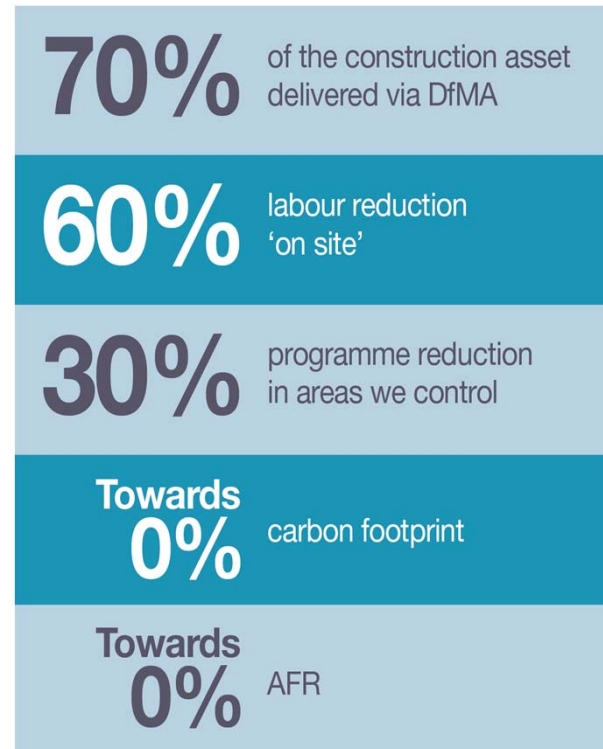 70%
of the construction asset
delivered via DfMA
60%
labour reduction
‘on site’
30%
programme reduction
in areas we control
Towards
0%
carbon footprint
Towards
0%
AFR